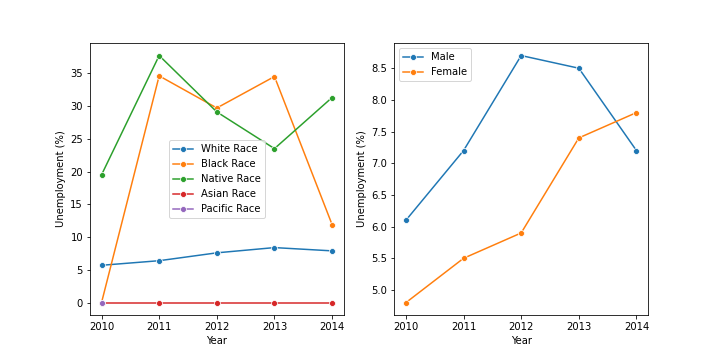 Unemployment (%)
35
30
25
20
15
10
5
0
White Race
Black Race
Native Race
Asian Race
Pacific Race
2010 2011 2012 2013 2014
Year
Unemployment (%)
8.5
8.0
7.5
7.0
6.5
6.0
5.5
5.0
Male
Female
2010 2011 2012 2013 2014
Year